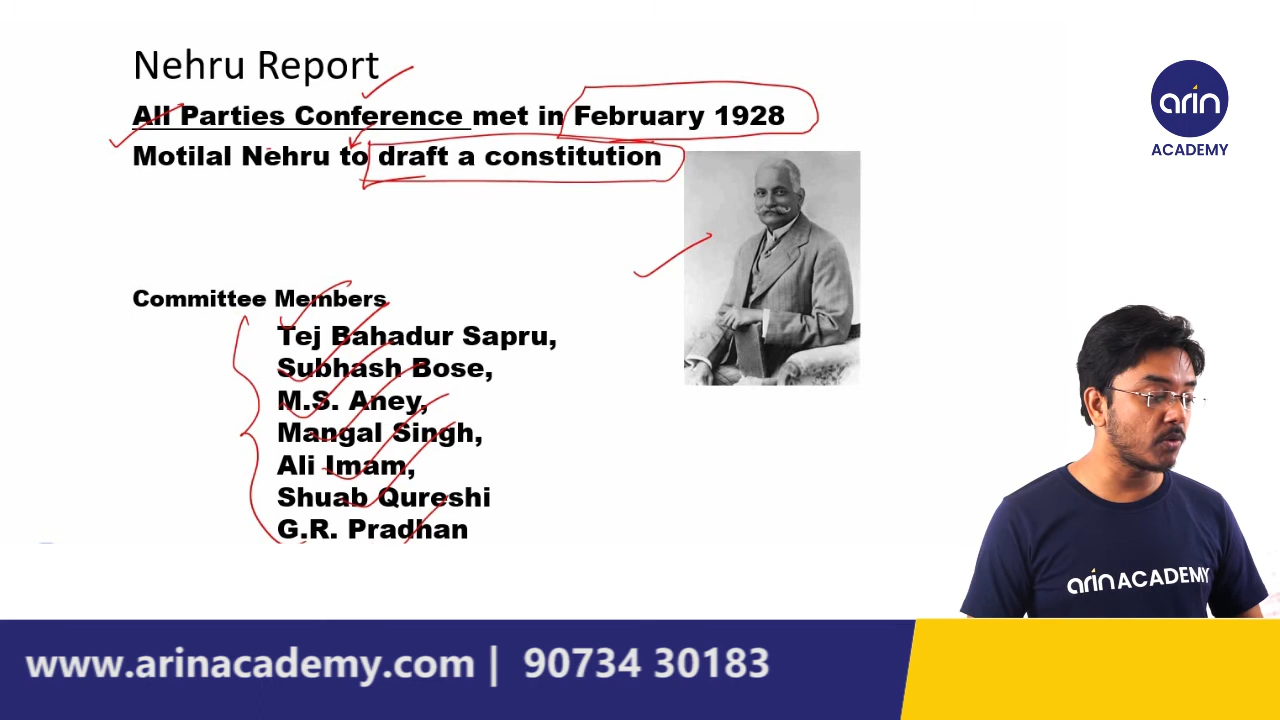 Nehru Report
All Parties Conference met in February 1928
Motilal Nehru to draft a constitution
Committee Members
Tej Bahadur Sapru,
Subhash Bose,
M.S. Aney,
Mangal Singh,
Ali Imam,
Shuab Qureshi
G.R. Pradhan
arin
ACADEMY
arin ACADEMY
www.arinacademy.com | 90734 30183